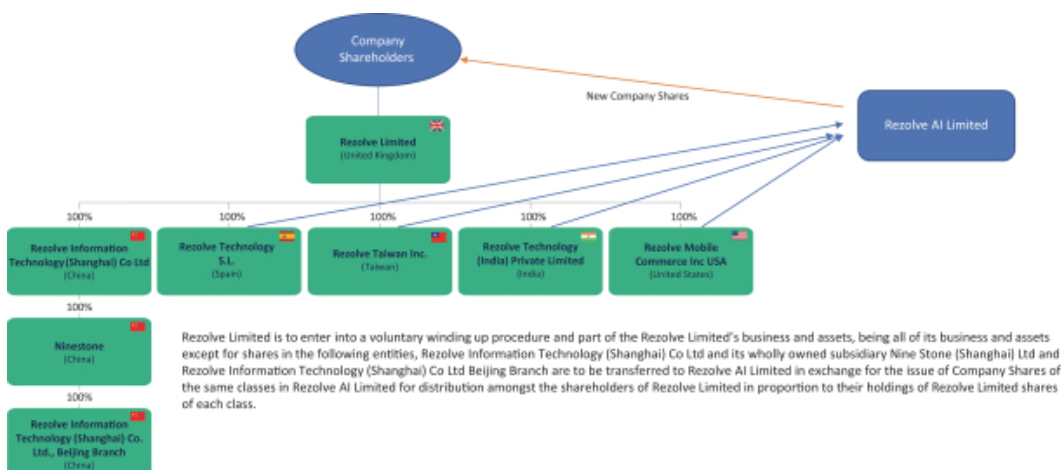 Company
Shareholders
New Company Shares
Rezolve AI Limited
Rezolve Limited
(United Kingdom)
100%
100%
100%
100%
100%
Rezolve Information
Technology(Shanghai) Co Ltd
(China)
Rezolve Technology
S.L.
(Spain)
Rezolve Taiwan Inc.
(Taiwan)
Rezolve Technology
(India) Private Limited
(India)
Rezolve Mobile
Commerce Inc USA
(United States)
100%
Ninestone
(China)
100%
Rezolve Information
Technology (Shanghai) Co.
Ltd., Beijing Branch
(China)
Rezolve Limited is to enter into a voluntary winding up procedure and part of the Rezolve Limited's business and assets, being all of its business and assets
except for shares in the following entities, Rezolve Information Technology (Shanghai) Co Ltd and its wholly owned subsidiary Nine Stone (Shanghai) Ltd and
Rezolve Information Technology (Shanghai) Co Ltd Beijing Branch are to be transferred to Rezolve AI Limited in exchange for the issue of Company Shares of
the same classes in Rezolve AI Limited for distribution amongst the shareholders of Rezolve Limited in proportion to their holdings of Rezolve Limited shares
of each class.